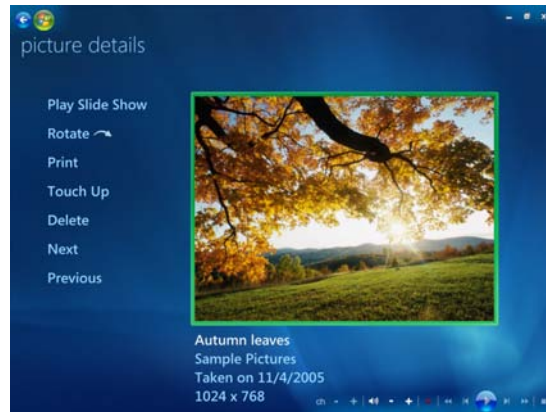 picture details
Play Slide Show
Rotate
Print
Touch Up
Delete
Next
Previous
Autumn leaves
Sample Pictures
Taken on 11/4/2005
1024 x 768
ch - +
- +